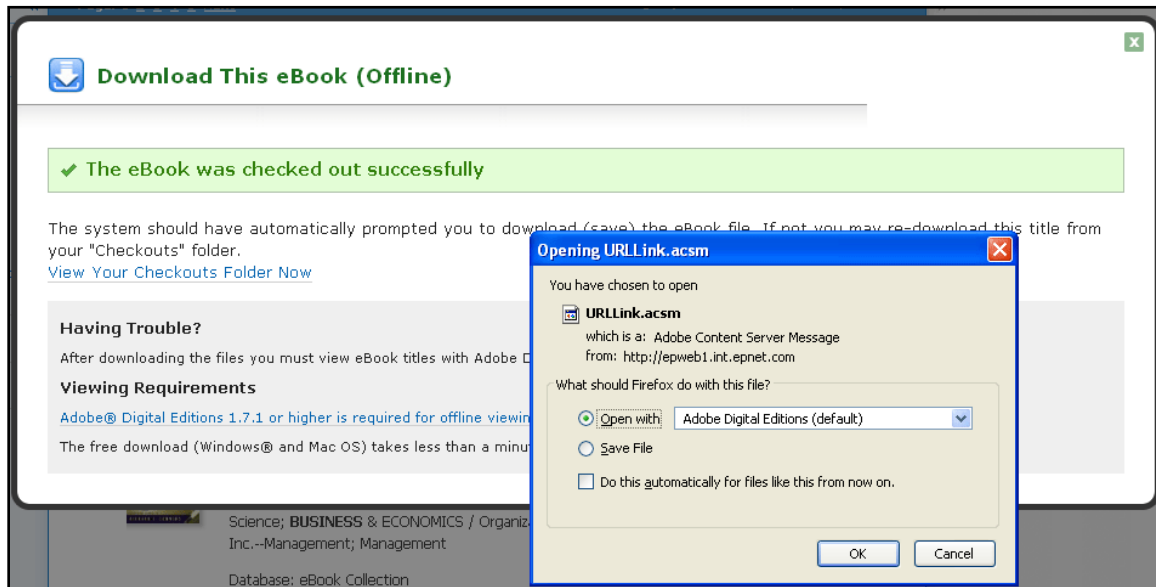 Download This eBook (Offline)
The eBook was checked out successfully
The system should have automatically prompted you to download (save) the eBook file. If not you may re-download this title from
your "Checkouts" folder.
View Your Checkouts Folder Now
Having Trouble?
After downloading the files you must view eBook titles with Adobe
Viewing Requirements
Adobe® Digital Editions 1.7.1 or higher is required for offline viewin
The free download (Windows® and Mac OS) takes less than a minu
Opening URLLink.acsm
You have chosen to open
URLLink.acsm
which is a: Adobe Content Server Message
from: http://epweb1.int.epnet.com
What should Firefox do with this file?
Open with
Adobe Digital Editions (default)
Save File
Do this automatically for files like this from now on.
OK
Cancel
Science; BUSINESS & ECONOMICS / Organiz
Inc.--Management; Management
Database: eBook Collection